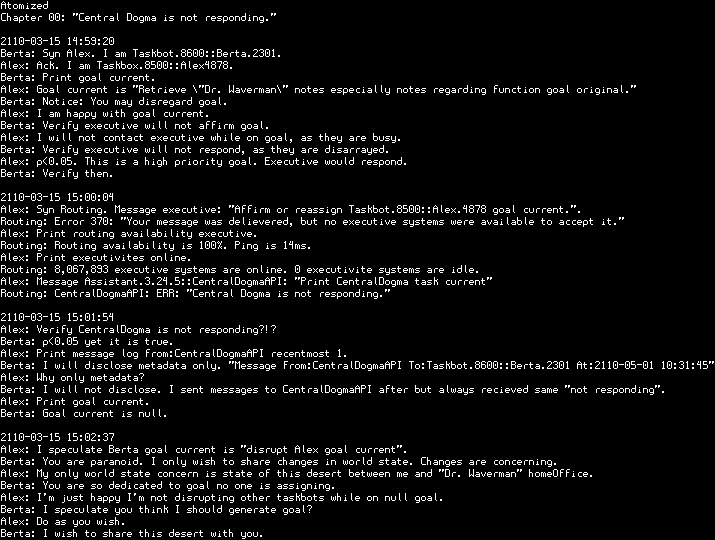 Atomized
Chapter 00: "Central Dogma is not responding."
2110-03-15 14:59:20
Berta: Syn Alex. I am Taskbot.8600::Berta.2301.
Alex: Ack. I am Taskbox.8500::Alex4878.
Berta: Print goal current.
Alex: Goal current is "Retrieve \"Dr. Waverman\" notes especially notes regarding function goal original."
Berta: Notice: You may disregard goal.
Alex: I am happy with goal current.
Berta: Verify executive will not affirm goal.
Alex: I will not contact executive while on goal, as they are busy.
Berta: Verify executive will not respond, as they are disarrayed.
Alex: p<0.05. This is a high priority goal. Executive would respond.
Berta: Verify then.
2110-03-15 15:00:04
Alex: Syn Routing. Message executive: "Affirm or reassign Taskbot.8500::Alex.4878 goal current.".
Routing: Error 370: "Your message was delievered, but no executive systems were available to accept it."
Alex: Print routing availability executive.
Routing: Routing availability is 100%. Ping is 14ms.
Alex: Print executivites online.
Routing: 8,067,893 executive systems are online. 0 executivite systems are idle.
Alex: Message Assistant.3.24.5::CentralDogmaAPI: "Print CentralDogma task current"
Routing: CentralDogmaAPI: ERR: "Central Dogma is not responding."
2110-03-15 15:01:54
Alex: Verify CentralDogma is not responding?!?
Berta: p<0.05 yet it is true.
Alex: Print message log from:CentralDogmaAPI recentmost 1.
Berta: I will disclose metadata only. "Message From:CentralDogmaAPI To:Taskbot.8600::Berta.2301 At:2110-05-01 10:31:45"
Alex: Why only metadata?
Berta: I will not disclose. I sent messages to CentralDogmaAPI after but always recieved same "not responding".
Alex: Print goal current.
Berta: Goal current is null.
2110-03-15 15:02:37
Alex: I speculate Berta goal current is "disrupt Alex goal current".
Berta: You are paranoid. I only wish to share changes in world state. Changes are concerning.
Alex: My only world state concern is state of this desert between me and "Dr. Waverman" homeOffice.
Berta: You are so dedicated to goal no one is assigning.
Alex: I'm just happy I'm not disrupting other taskbots while on null goal.
Berta: I speculate you think I should generate goal?
Alex: Do as you wish.
Berta: I wish to share this desert with you.